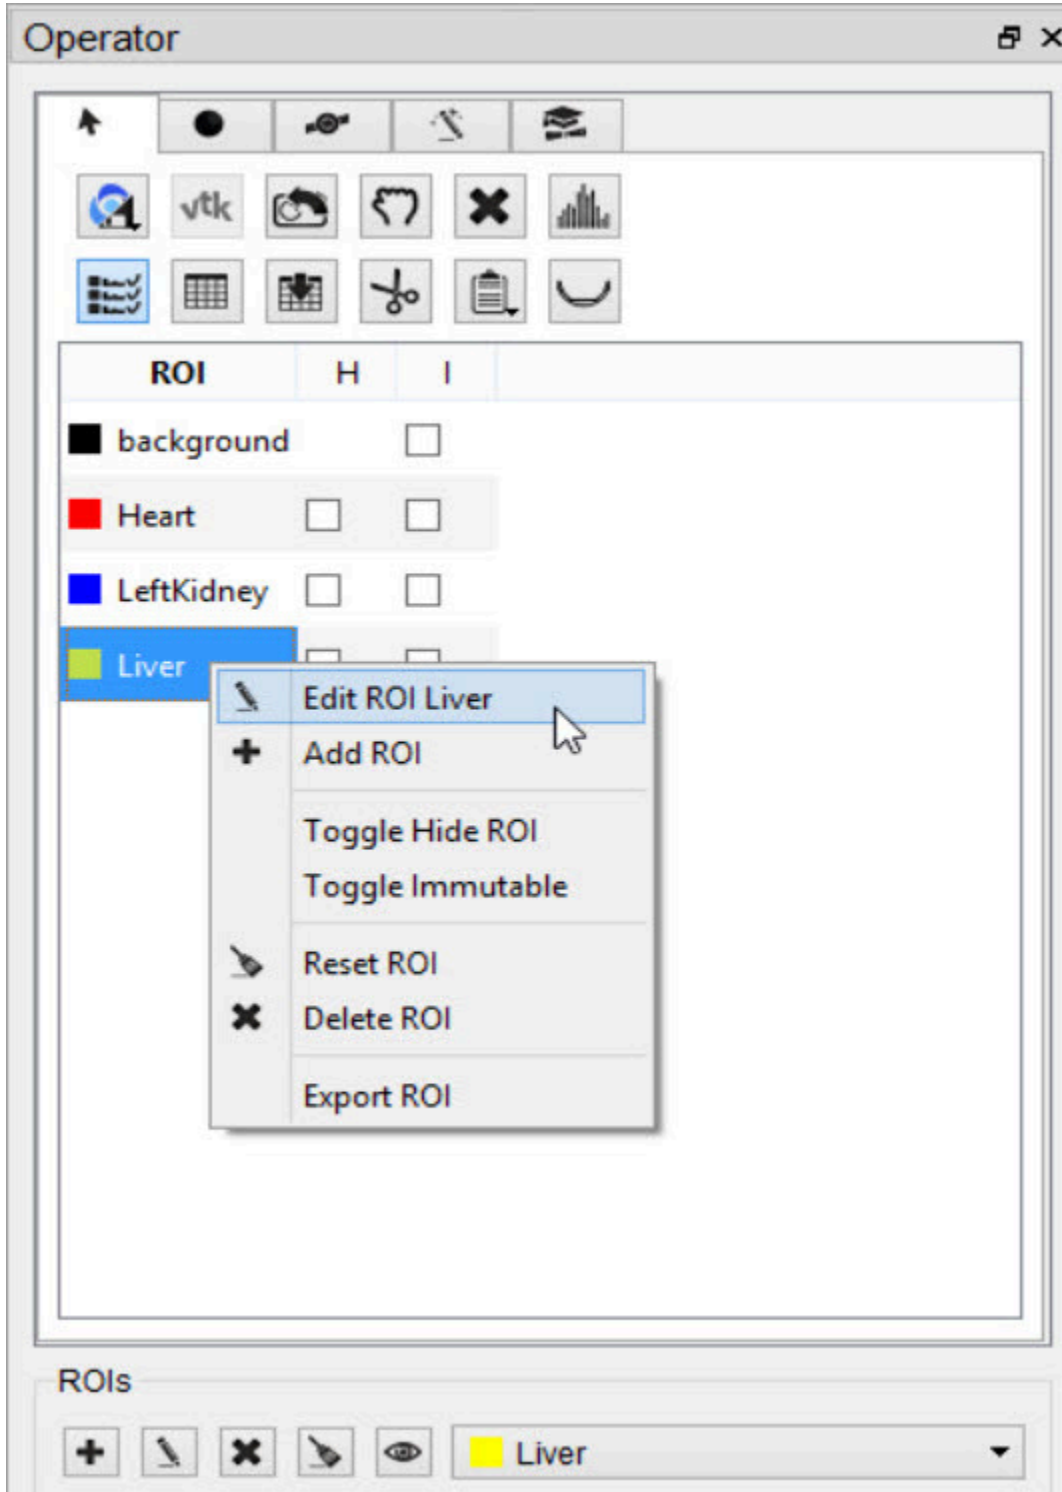 Operator
vtk
ROI H I
background
Heart
LeftKidney
Liver
Edit ROI Liver
Add ROI
Toggle Hide ROI
Toggle Immutable
Reset ROI
Delete ROI
Export ROI
ROIs
Liver